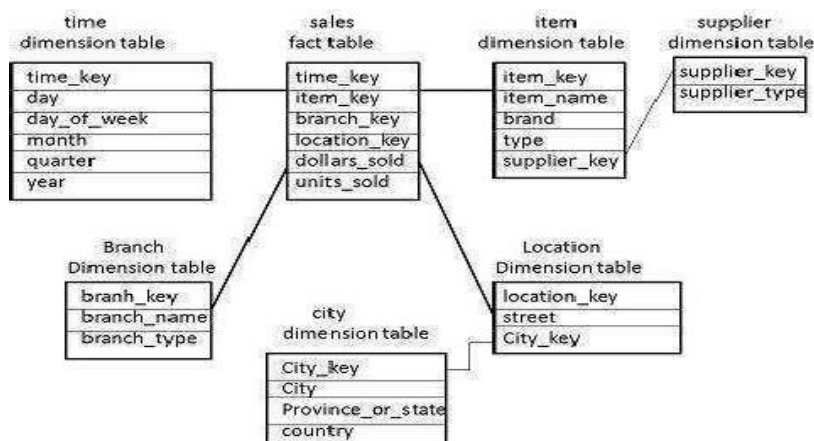 time
dimension table
time_key
day
day_of_week
month
quarter
year
sales
fact table
time_key
item_key
branch_key
location_key
dollars_sold
units_sold
item
dimension table
item_key
item_name
brand
type
supplier_key
supplier
dimension table
supplier_key
supplier_type
Branch
Dimension table
branh_key
branch_name
branch_type
city
dimension table
City_key
City
Province_or_state
country
Location
Dimension table
location_key
street
City_key